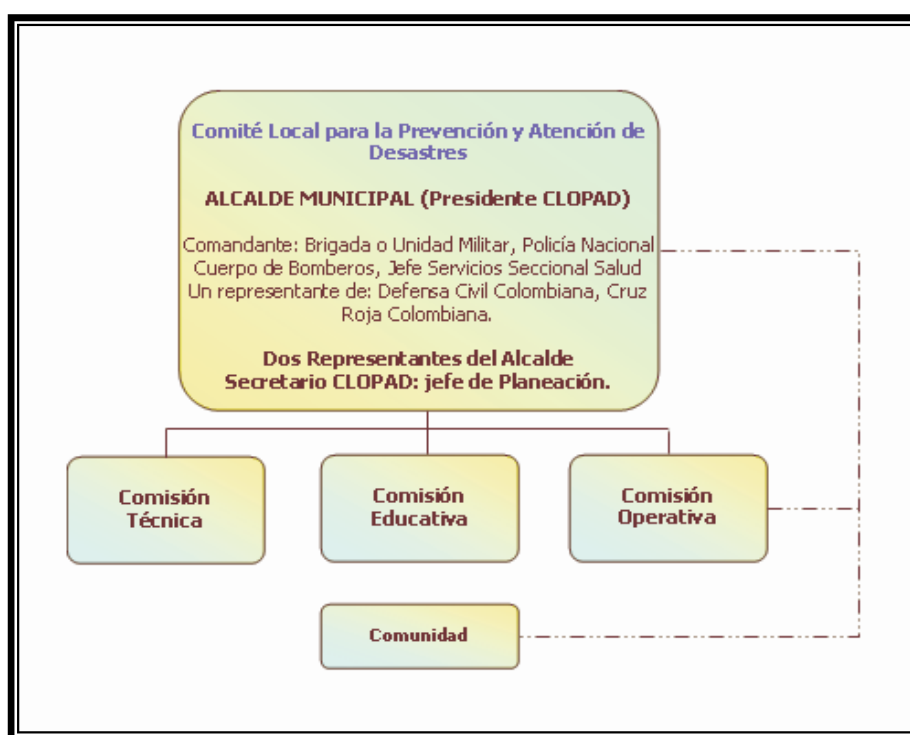 Comité Local para la Prevención y Atención de
Desastres
ALCALDE MUNICIPAL (Presidente CLOPAD)
Comandante: Brigada o Unidad Militar, Policía Nacional
Cuerpo de Bomberos, Jefe Servicios Seccional Salud
Un representante de: Defensa Civil Colombiana, Cruz
Roja Colombiana.
Dos Representantes del Alcalde
Secretario CLOPAD: jefe de Planeación.
Comisión
Técnica
Comisión
Educativa
Comisión
Operativa
Comunidad